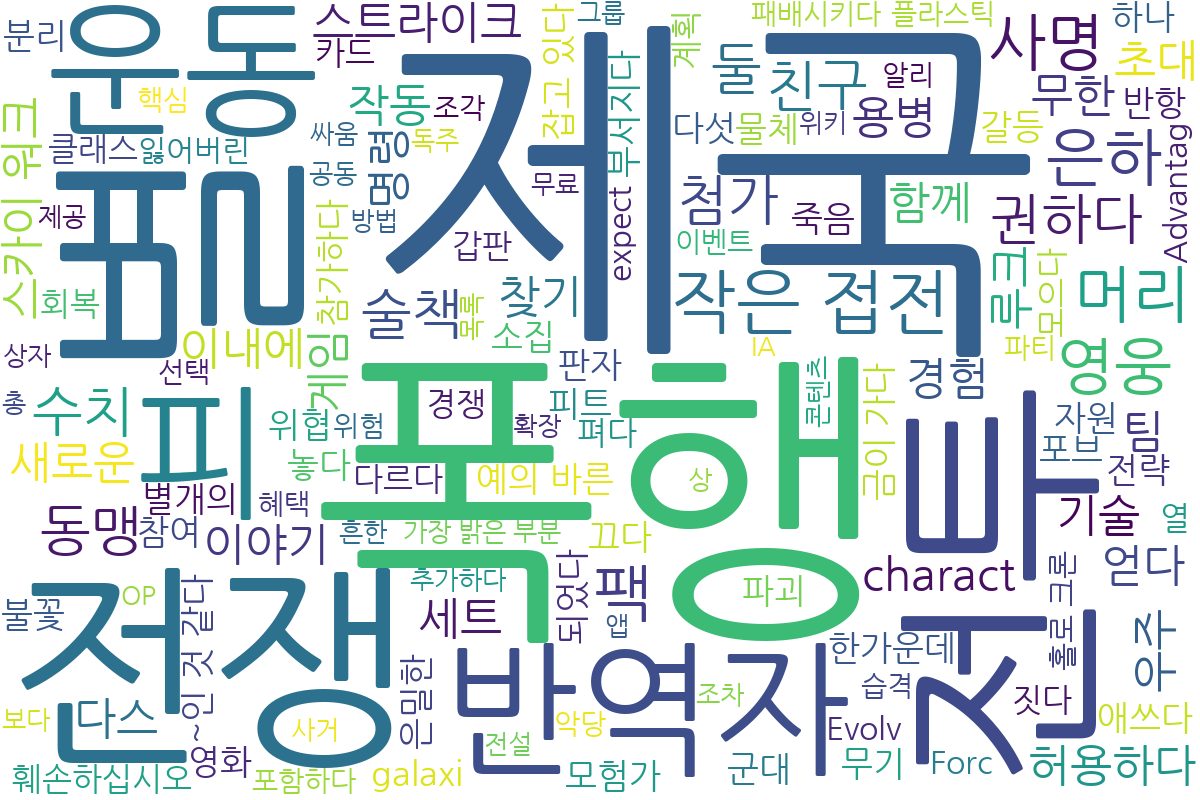 분리
운동
스트라이크
카드
잡고 있다
그룹
계획
패배시키다
플라스틱
사명
하나
초대
핵심
작동
조각
부서지다
둘
친구
알리
용병
무한
반항
클래스
잃어버린
싸움
명령
독주
제국
다섯
물체
위키
갈등
은하
Advantag
스카이 워크
제공
필
공동
방법
무료
expect
첨가
죽음
함께
권하다
회복
참가하다
갑판
이벤트
술책
목록
찾기
소집
작은 접전
루크
모으다
머리
상자
이내에
선택
게임
판자
IA
파티
총
수치
피
위협
위험
경쟁
확장
피트
펴다
콘텐츠
금이 가다
경험
영웅
자원
포브
팀
전략
새로운
놓다
다르다
폭행
예의 바른
상
타
별개의
혜택
동맹
참여
이야기
흔한
가장 밝은 부분
끄다
기술
열
전쟁
추가하다
되었다
팩
파괴
charact
얻다
불꽃
OP
~인 것 같다
세트
앱
전
홀로 크론
우주
다스
은밀한
반역자
한가운데
조차
습격
짓다
보다
사거
영화
전설
악당
Evolv
애쓰다
훼손하십시오
포함하다
galaxi
모험가
군대
무기
Forc
허용하다